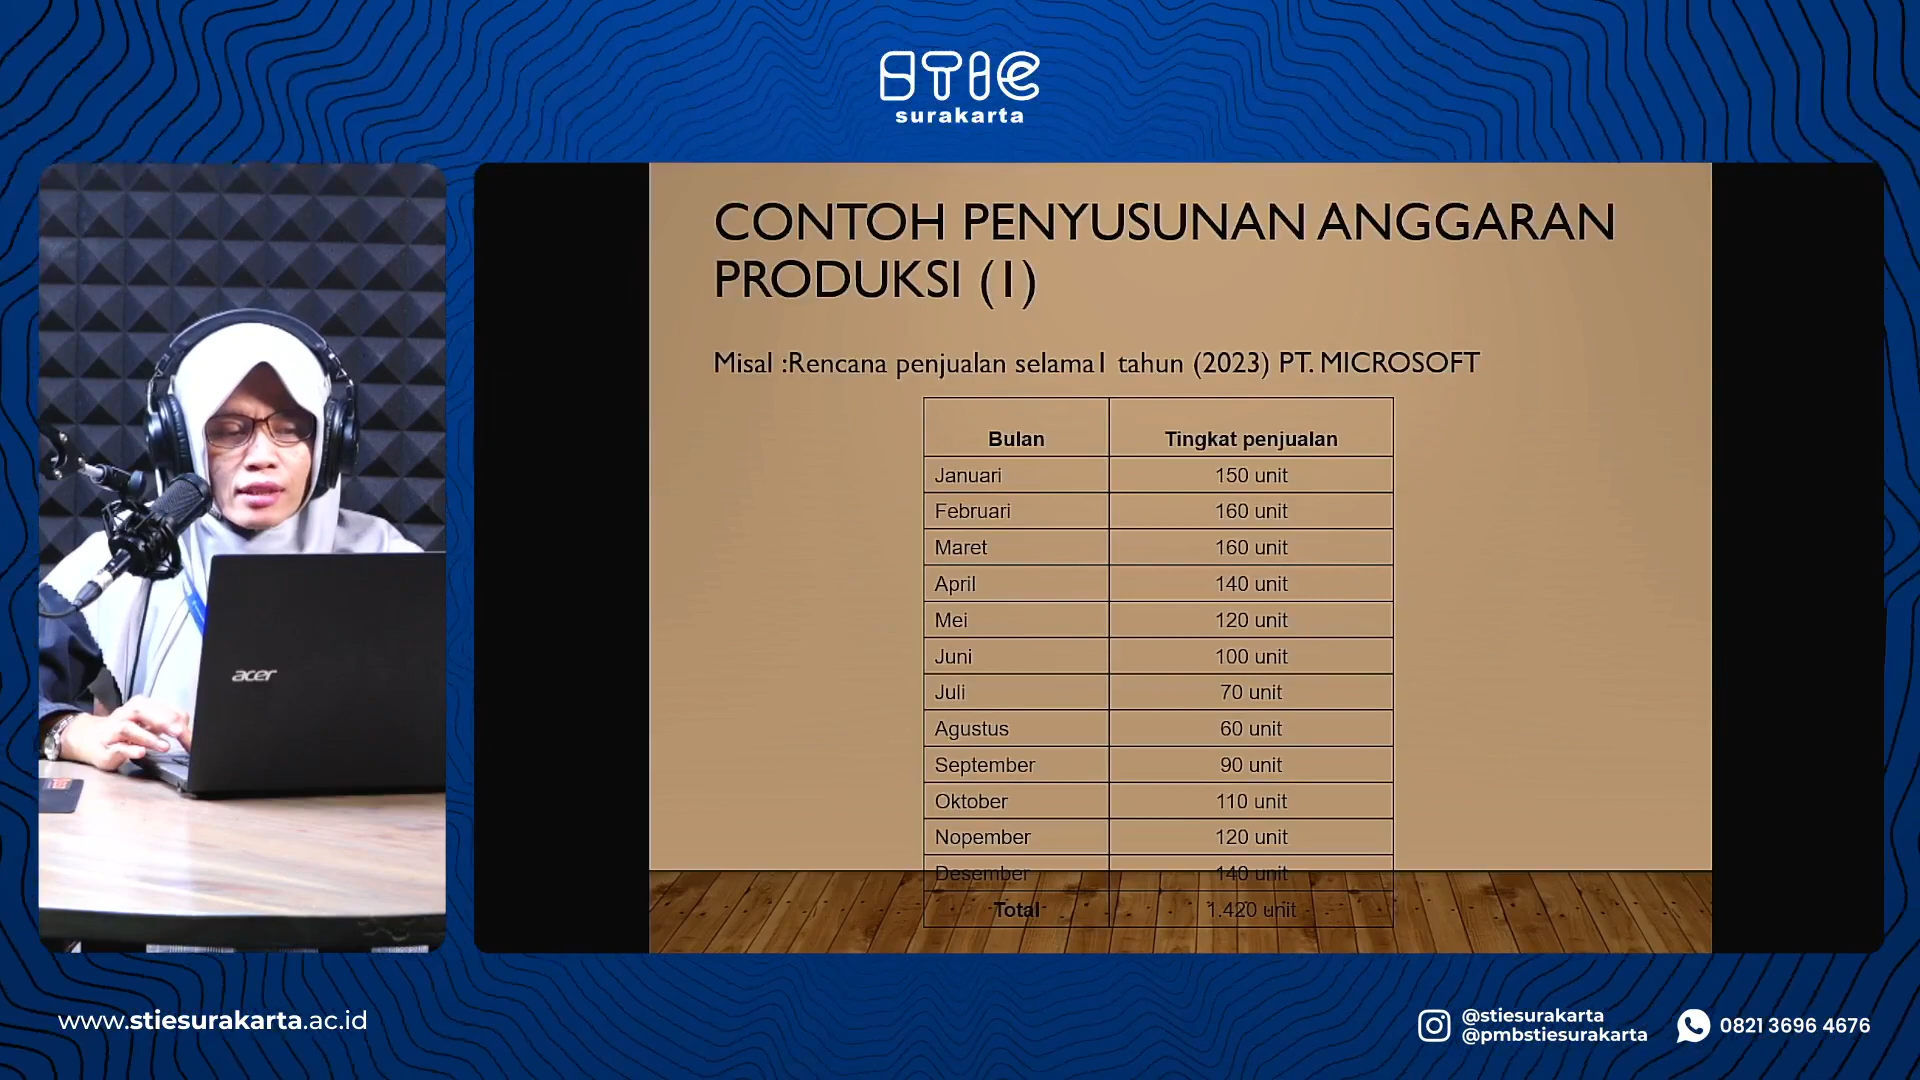 STIE
surakarta
CONTOH PENYUSUNAN ANGGARAN
PRODUKSI (1)
Misal :Rencana penjualan selama1 tahun (2023) PT. MICROSOFT
Bulan Tingkat penjualan
Januari 150 unit
Februari 160 unit
Maret 160 unit
April 140 unit
Mei 120 unit
Juni 100 unit
Juli 70 unit
Agustus 60 unit
September 90 unit
Oktober 110 unit
Nopember 120 unit
Desember 140 unit
Total 1.420 unit
acer
www.stiesurakarta.ac.id
@stiesurakarta
@pmbstiesurakarta
0821 3696 4676